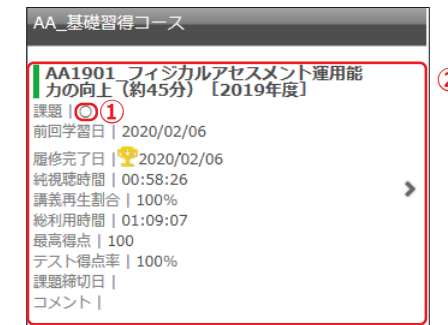 AA_基礎習得コース
AA1901_フィジカルアセスメント運用能
力の向上（約45分）［2019年度］
課題 | ○ ①
②
前回学習日 | 2020/02/06
履修完了日 | 2020/02/06
純視聴時間 | 00:58:26
講義再生割合 | 100%
総利用時間 | 01:09:07
最高得点 | 100
テスト得点率 | 100%
課題締切日 |
コメント |